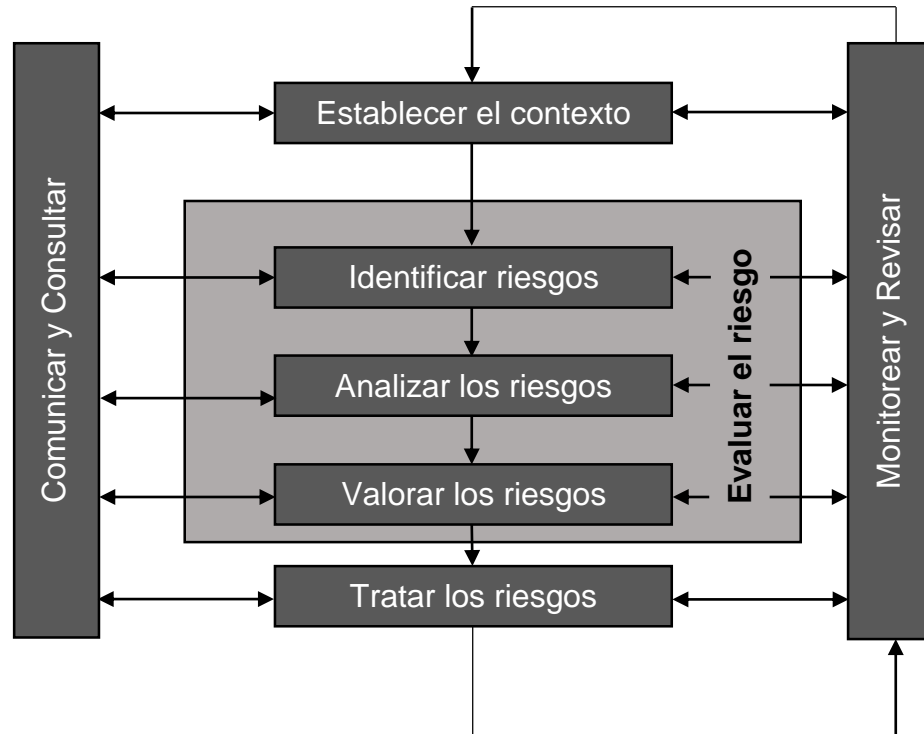 Establecer el contexto
Comunicar y Consultar
Identificar riesgos
Analizar los riesgos
Valorar los riesgos
Evaluar el riesgo
Monitorear y Revisar
Tratar los riesgos